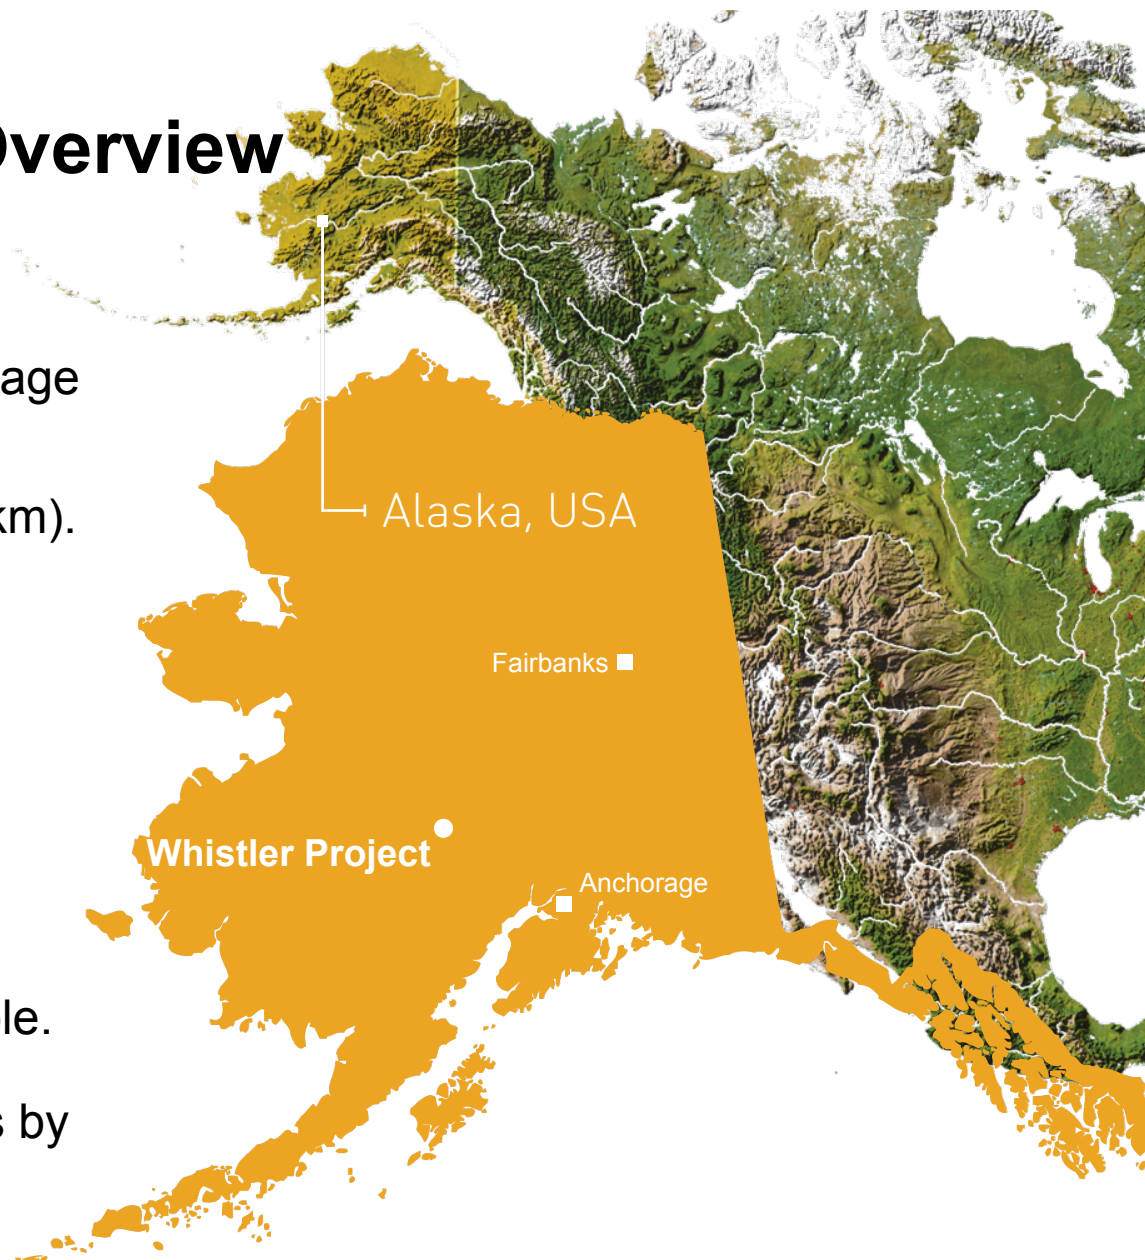 Overview
age
km).
Alaska, USA
Fairbanks
Whistler Project
Anchorage
le.
s by